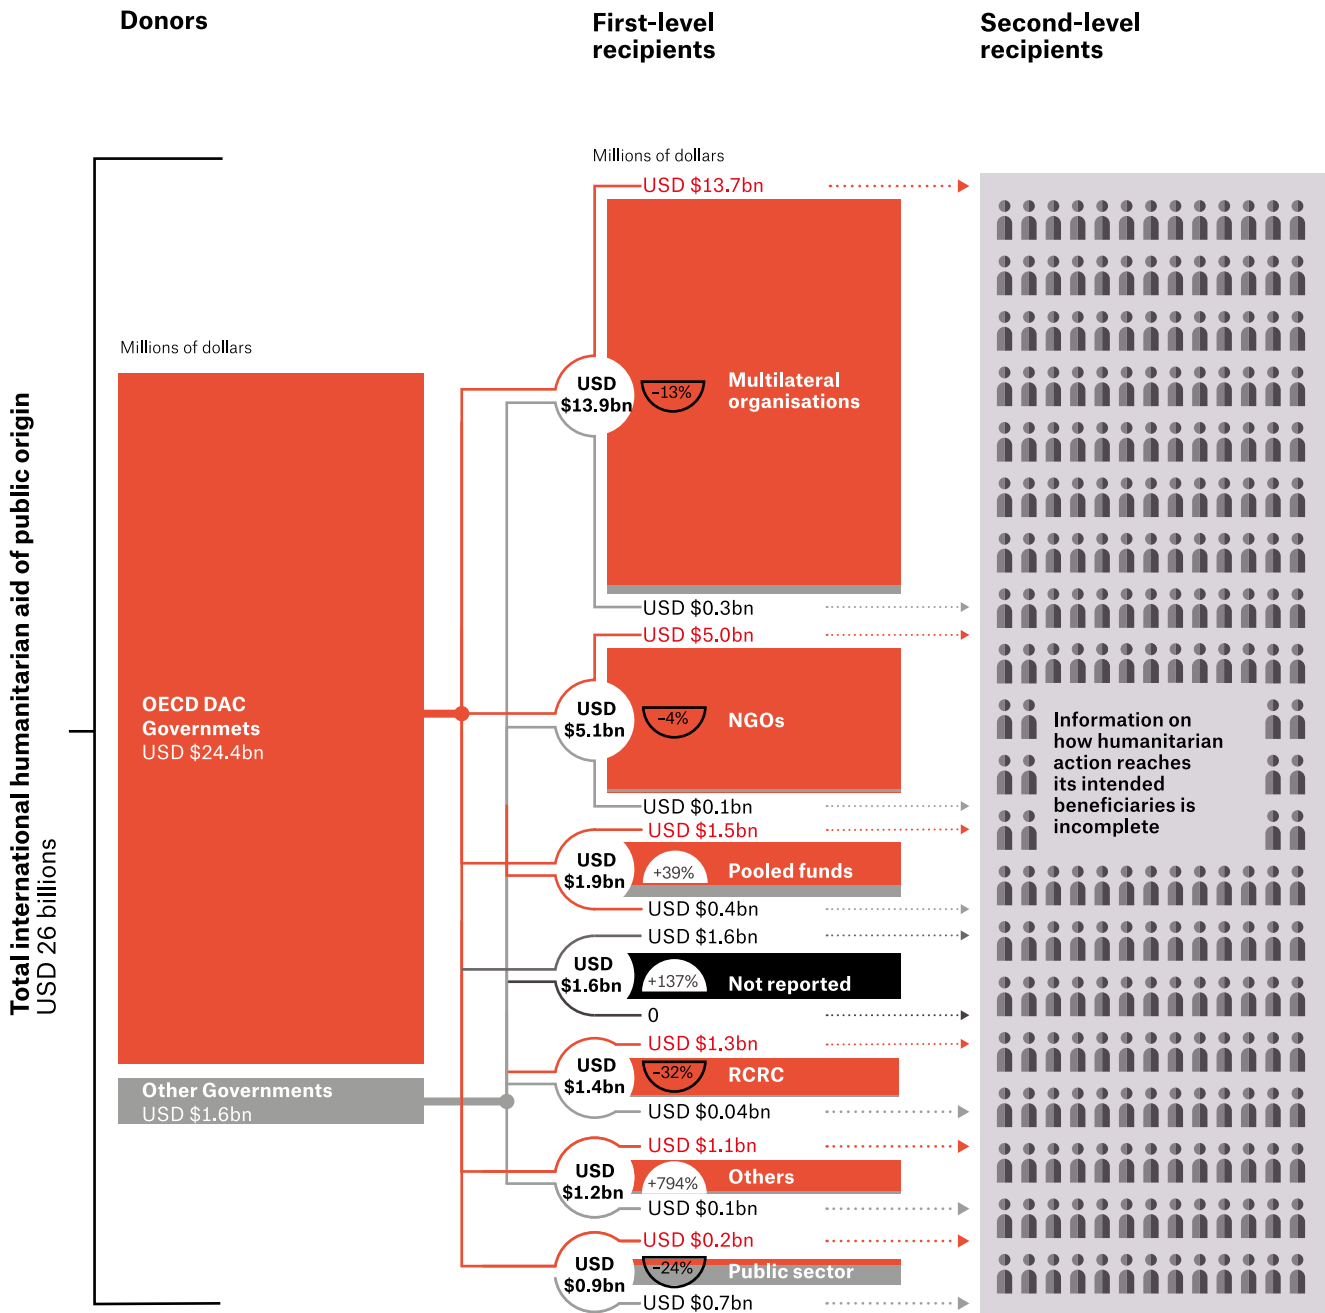 Donors
First-level
recipients
Second-level
recipients
Total international humanitarian aid of public origin
USD 26 billions
Millions of dollars
OECD DAC
Governmets
USD $24.4bn
Other Governments
USD $1.6bn
Millions of dollars
USD $13.7bn
USD
$13.9bn
-13%
Multilateral
organisations
USD $0.3bn
USD $5.0bn
USD
$5.1bn
-4%
NGOs
USD $0.1bn
USD $1.5bn
USD
$1.9bn
+39%
Pooled funds
USD $0.4bn
USD $1.6bn
USD
$1.6bn
+137%
Not reported
0
USD $1.3bn
USD
$1.4bn
-32%
RCRC
USD $0.04bn
USD $1.1bn
USD
$1.2bn
+794%
Others
USD $0.1bn
USD $0.2bn
USD
$0.9bn
-24%
Public sector
USD $0.7bn
Information on
how humanitarian
action reaches
its intended
beneficiaries is
incomplete